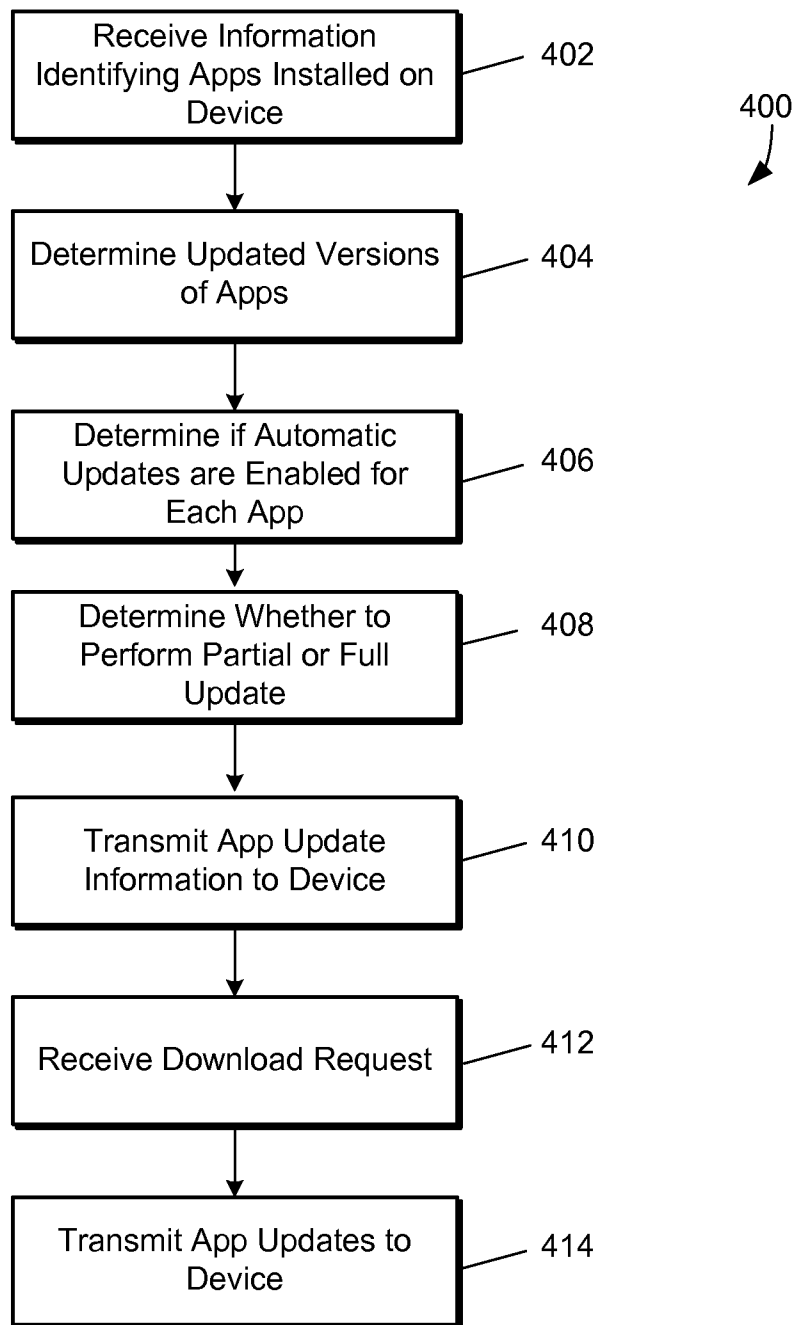 Receive Information
Identifying Apps Installed on
Device
402
400
Determine Updated Versions
of Apps
404
Determine if Automatic
Updates are Enabled for
Each App
406
Determine Whether to
Perform Partial or Full
Update
408
Transmit App Update
Information to Device
410
Receive Download Request
412
Transmit App Updates to
Device
414